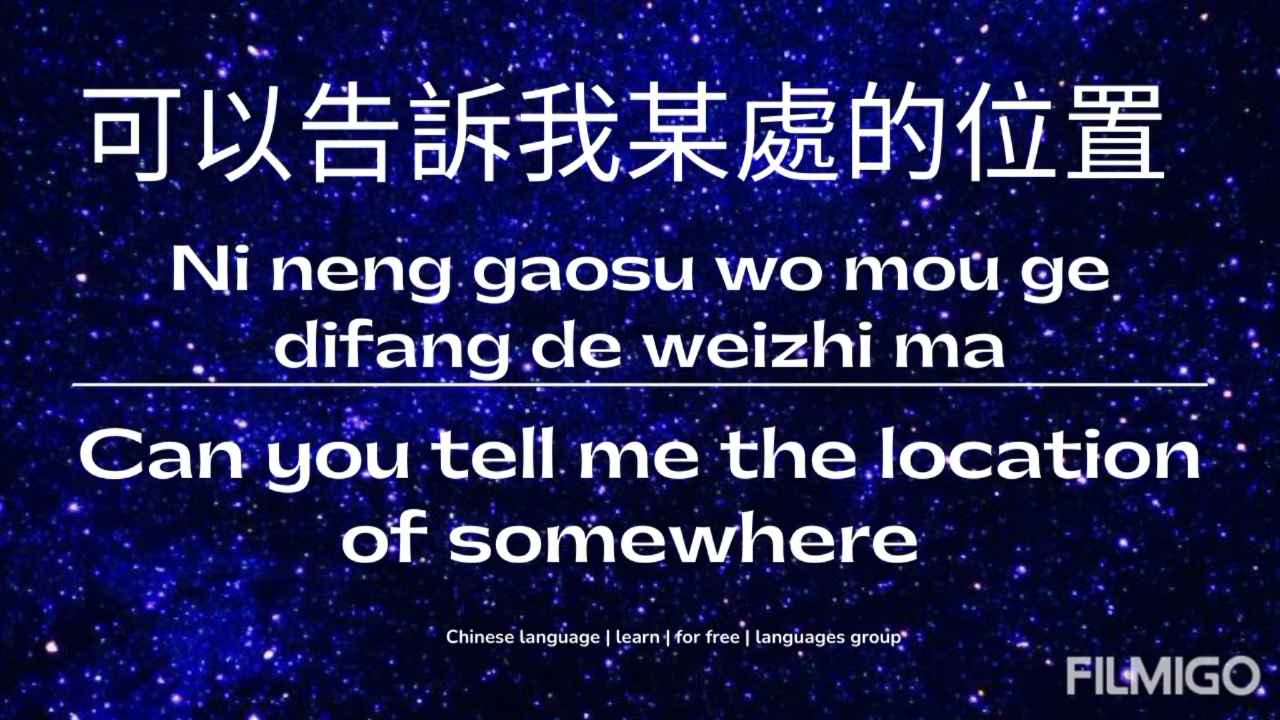 可以告訴我某處的位置
Ni neng gaosu wo mou ge
difang de weizhi ma
Can you tell me the location
of somewhere
Chinese language | learn | for free | languages group
FILMIGO